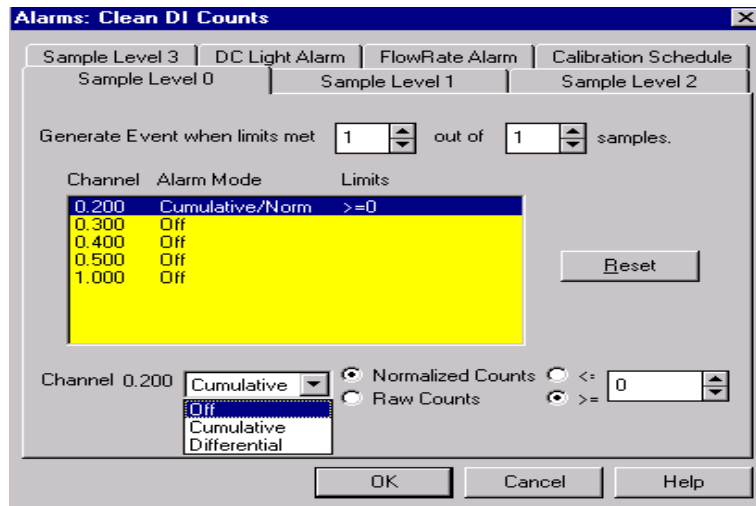 Alarms: Clean DI Counts
Sample Level 3 DC Light Alarm FlowRate Alarm Calibration Schedule
Sample Level 0 Sample Level 1 Sample Level 2
Generate Event when limits met 1 out of 1 samples.
Channel Alarm Mode Limits
0.200 Cumulative/Norm >=0
0.300 Off
0.400 Off
0.500 Off
1.000 Off
Reset
Channel 0.200 Cumulative Normalized Counts <= 0
Raw Counts >=
Off
Cumulative
Differential
OK Cancel Help